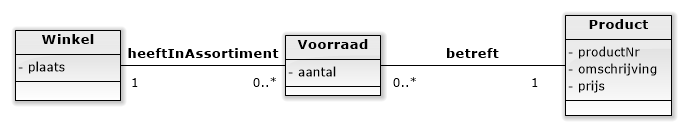 Winkel
- plaats
heeftInAssortiment
1
0..*
Voorraad
- aantal
betreft
0..*
1
Product
- productNr
- omschrijving
- prijs